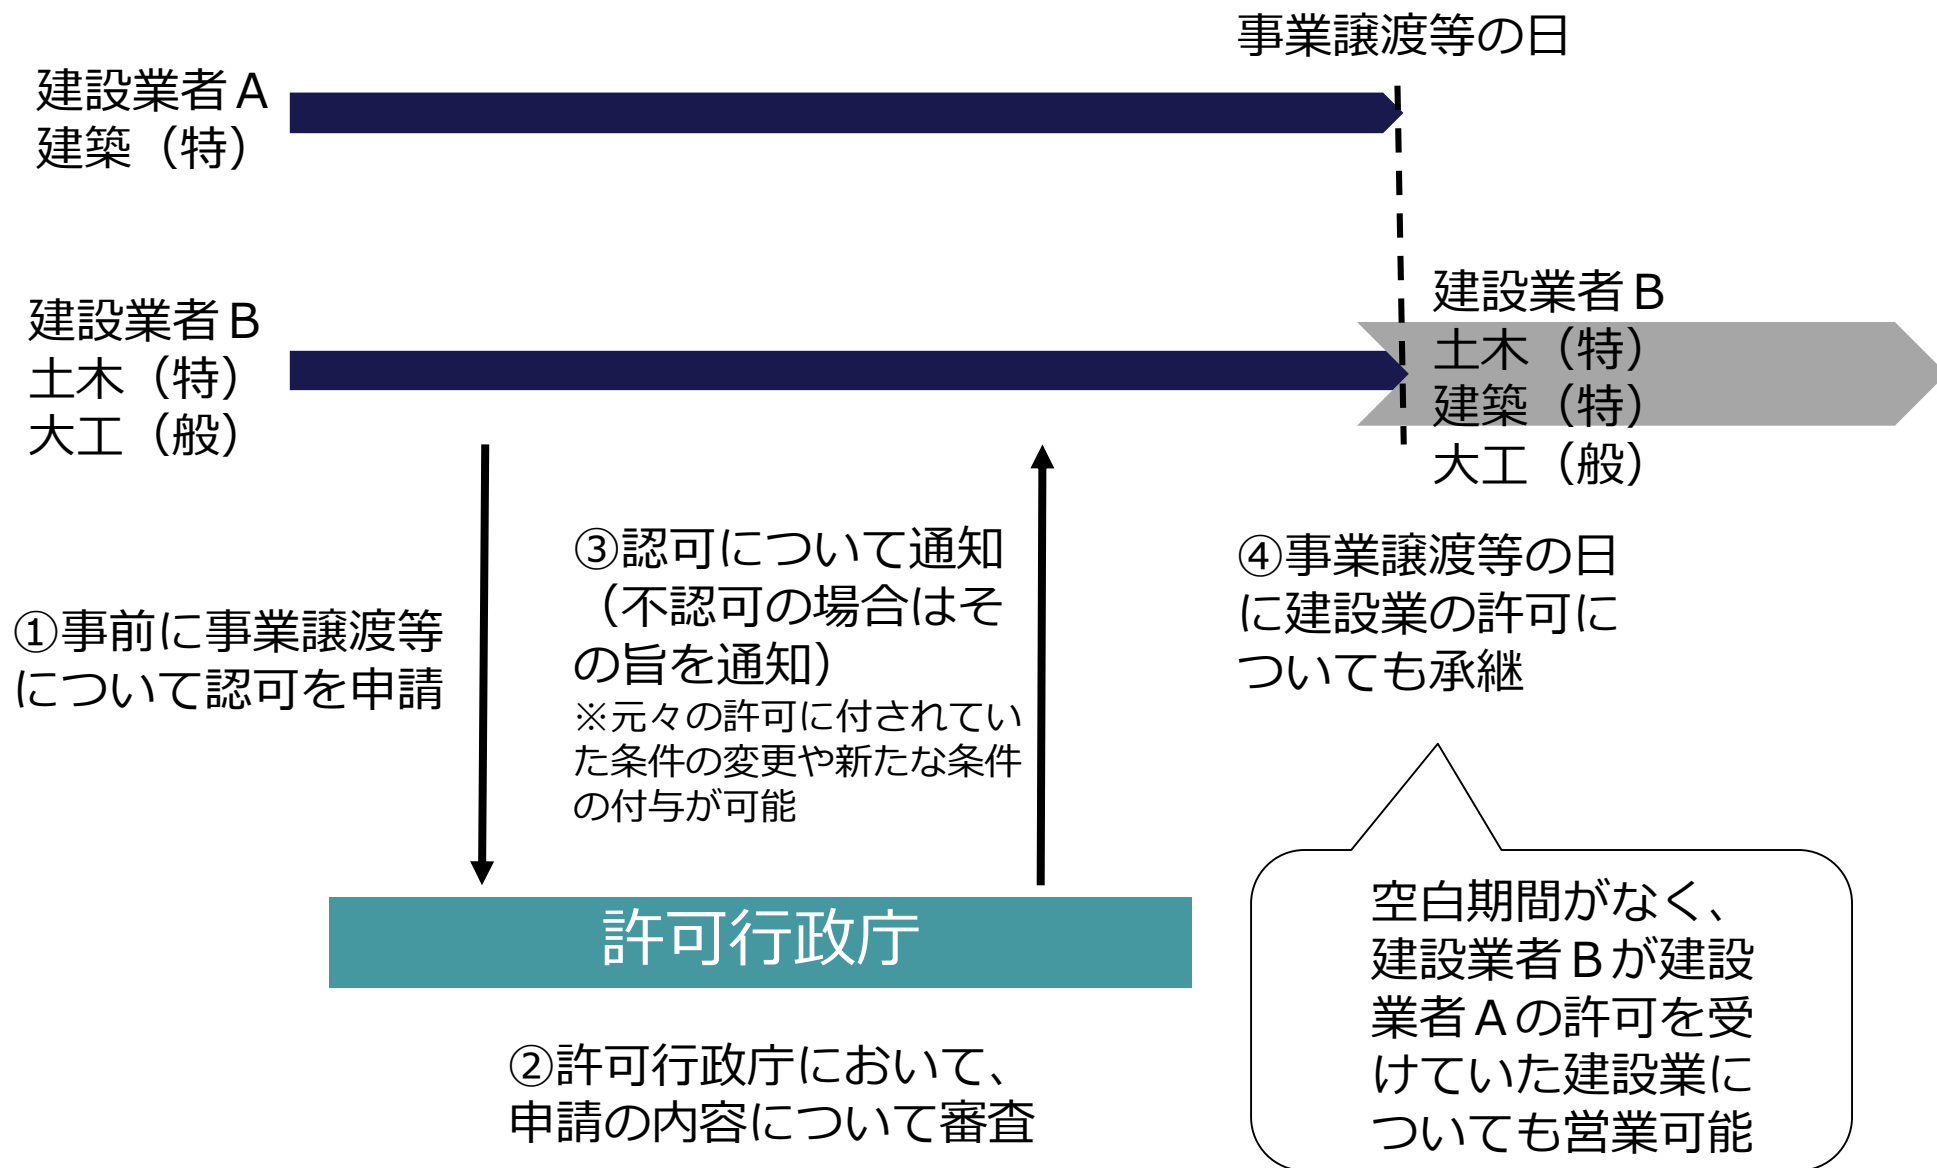 事業譲渡等の日
建設業者A
建築（特）
建設業者B
土木（特）
大工（般）
建設業者B
土木（特）
建築（特）
大工（般）
①事前に事業譲渡等
について認可を申請
③認可について通知
（不認可の場合はそ
の旨を通知）
※元々の許可に付されてい
た条件の変更や新たな条件
の付与が可能
④事業譲渡等の日
に建設業の許可に
ついても承継
許可行政庁
②許可行政庁において、
申請の内容について審査
空白期間がなく、
建設業者Bが建設
業者Aの許可を受
けていた建設業に
ついても営業可能